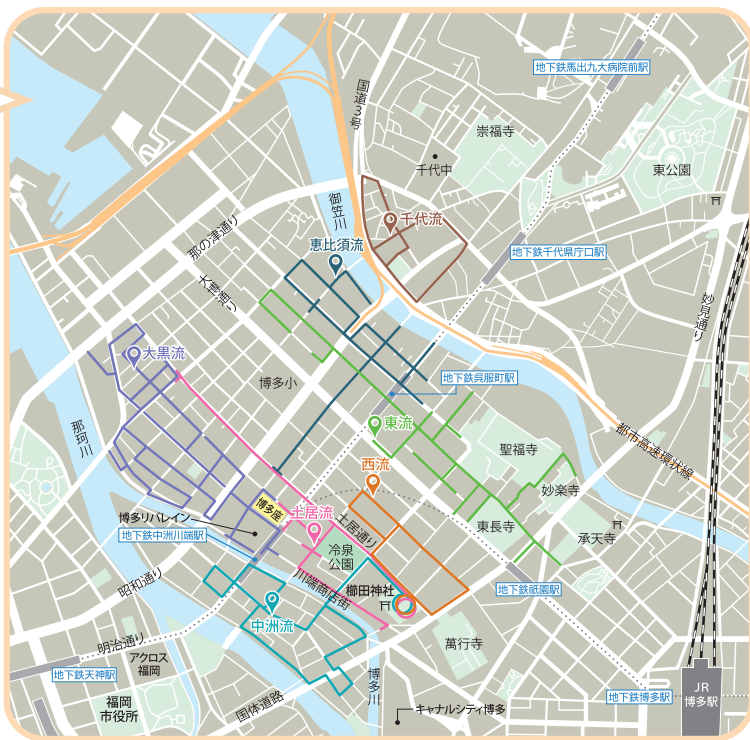 地下鉄馬出九大病院前駅
国道3号
崇福寺
千代中
東公園
御笠川
千代流
那の津通り
恵比須流
地下鉄千代県庁口駅
大博通り
妙見通り
大黒流
博多小
地下鉄呉服町駅
那珂川
東流
都市高速環状線
聖福寺
西流
妙楽寺
博多座
土居流
博多リバレイン
土居通り
東長寺
地下鉄中洲川端駅
承天寺
冷泉
公園
昭和通り
川端商店街
櫛田神社
地下鉄祇園駅
中洲流
明治通り
萬行寺
アクロス
福岡
地下鉄天神駅
博多川
JR
博多駅
地下鉄博多駅
福岡
市役所
国体道路
キャナルシティ博多